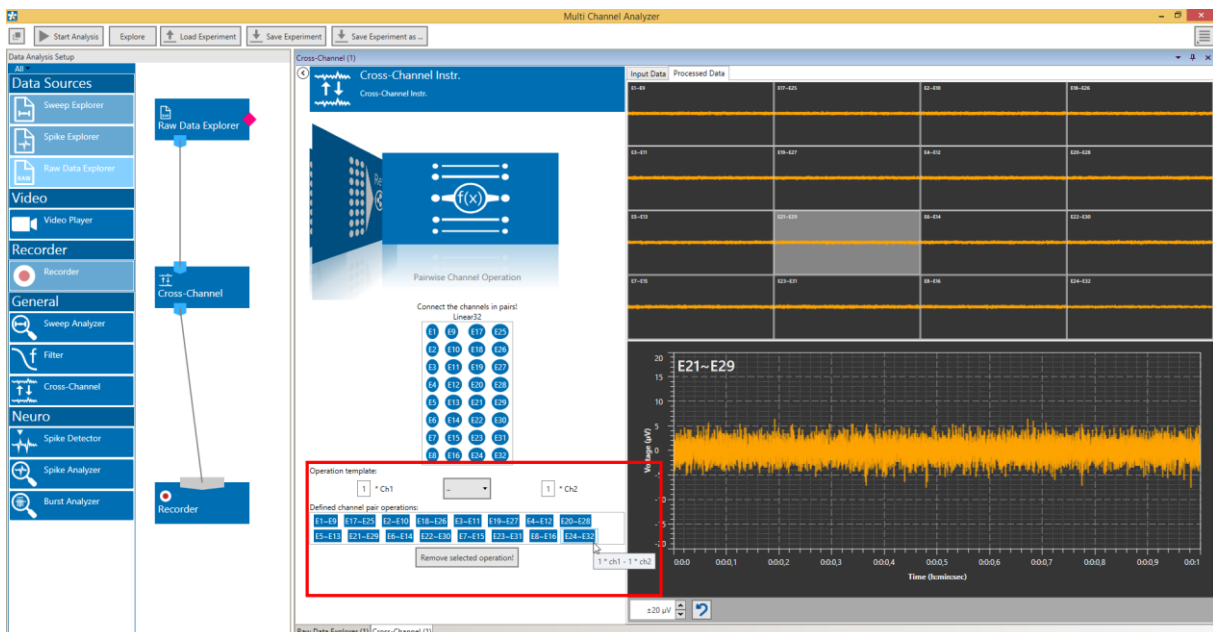 Multi Channel Analyzer
Start Analysis Explore Load Experiment Save Experiment Save Experiment as ...
Data Analysis Setup
All
Data Sources
Sweep Explorer
Spike Explorer
RAW
Raw Data Explorer
Video
Video Player
Recorder
Recorder
General
Sweep Analyzer
Filter
Cross-Channel
Neuro
Spike Detector
Spike Analyzer
Burst Analyzer
Raw Data Explorer
Cross-Channel
Recorder
Cross-Channel (1)
Cross-Channel Instr.
Cross-Channel Instr.
f(x)
Pairwise Channel Operation
Connect the channels in pairs!
Linear32
E1 E9 E17 E25
E2 E10 E18 E26
E3 E11 E19 E27
E4 E12 E20 E28
E5 E13 E21 E29
E6 E14 E22 E30
E7 E15 E23 E31
E8 E16 E24 E32
Operation template:
1 * Ch1 - 1 * Ch2
Defined channel pair operations:
E1~E9 E17~E25 E2~E10 E18~E26 E3~E11 E19~E27 E4~E12 E20~E28
E5~E13 E21~E29 E6~E14 E22~E30 E7~E15 E23~E31 E8~E16 E24~E32
Remove selected operation!
1 * ch1 - 1 * ch2
Raw Data Explorer (1) Cross-Channel (1)
Input Data Processed Data
E1~E9 E17~E25 E2~E10 E18~E26
E3~E11 E19~E27 E4~E12 E20~E28
E5~E13 E21~E29 E6~E14 E22~E30
E7~E15 E23~E31 E8~E16 E24~E32
E21~E29
Voltage (µV)
20
15
10
5
0
-10
-15
-20
0:0:0 0:0:0,1 0:0:0,2 0:0:0,3 0:0:0,4 0:0:0,5 0:0:0,6 0:0:0,7 0:0:0,8 0:0:0,9 0:0:1
Time (h:min:sec)
±20 µV